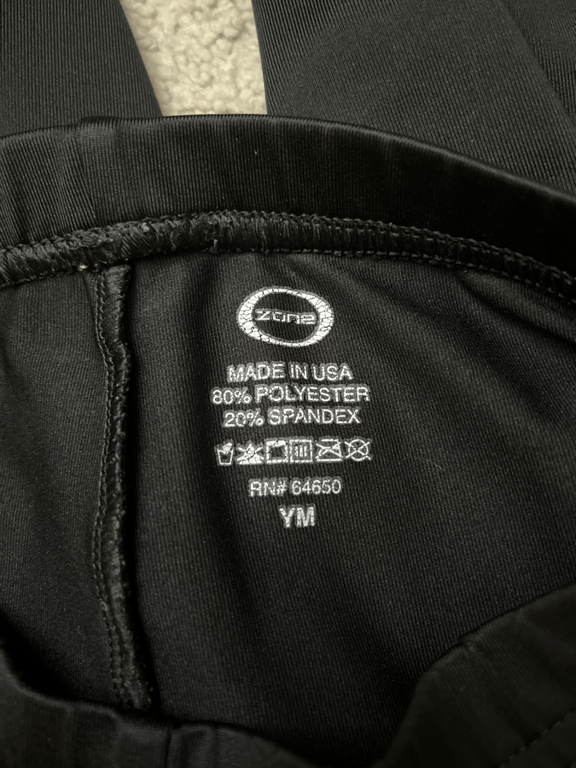 zone
MADE IN USA
80% POLYESTER
20% SPANDEX
RN# 64650
YM